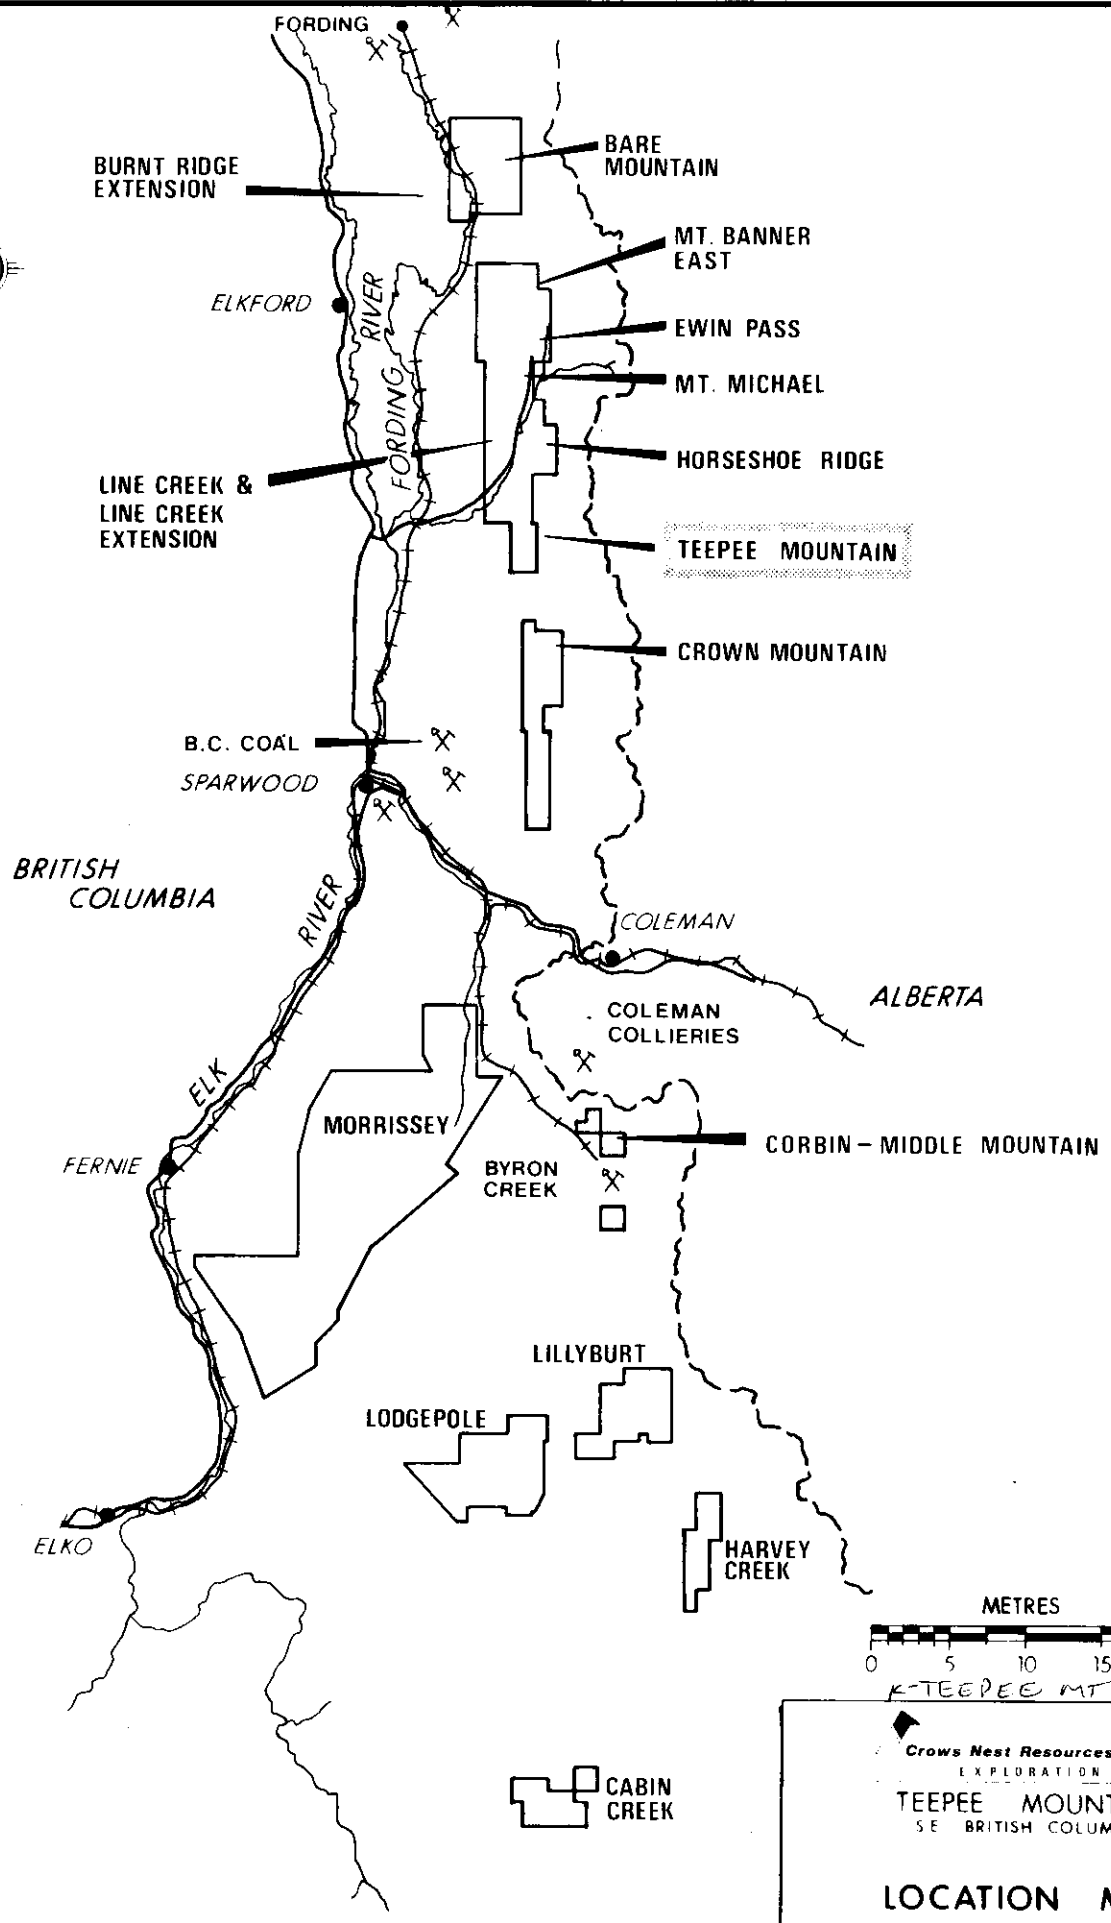 FORDING
BARE
MOUNTAIN
BURNT RIDGE
EXTENSION
MT. BANNER
EAST
ELKFORD
FORDING RIVER
EWIN PASS
MT. MICHAEL
HORSESHOE RIDGE
LINE CREEK &
LINE CREEK
EXTENSION
TEEPEE MOUNTAIN
CROWN MOUNTAIN
B.C. COAL
SPARWOOD
BRITISH
COLUMBIA
ELK RIVER
COLEMAN
ALBERTA
COLEMAN
COLLIERIES
MORRISSEY
CORBIN - MIDDLE MOUNTAIN
FERNIE
BYRON
CREEK
LILLYBURT
LODGEPOLE
ELKO
HARVEY
CREEK
METRES
0 5 10 15
K-TEEPEE MT
Crows Nest Resources
EXPLORATION
TEEPEE MOUNT
SE BRITISH COLUM
CABIN
CREEK
LOCATION M